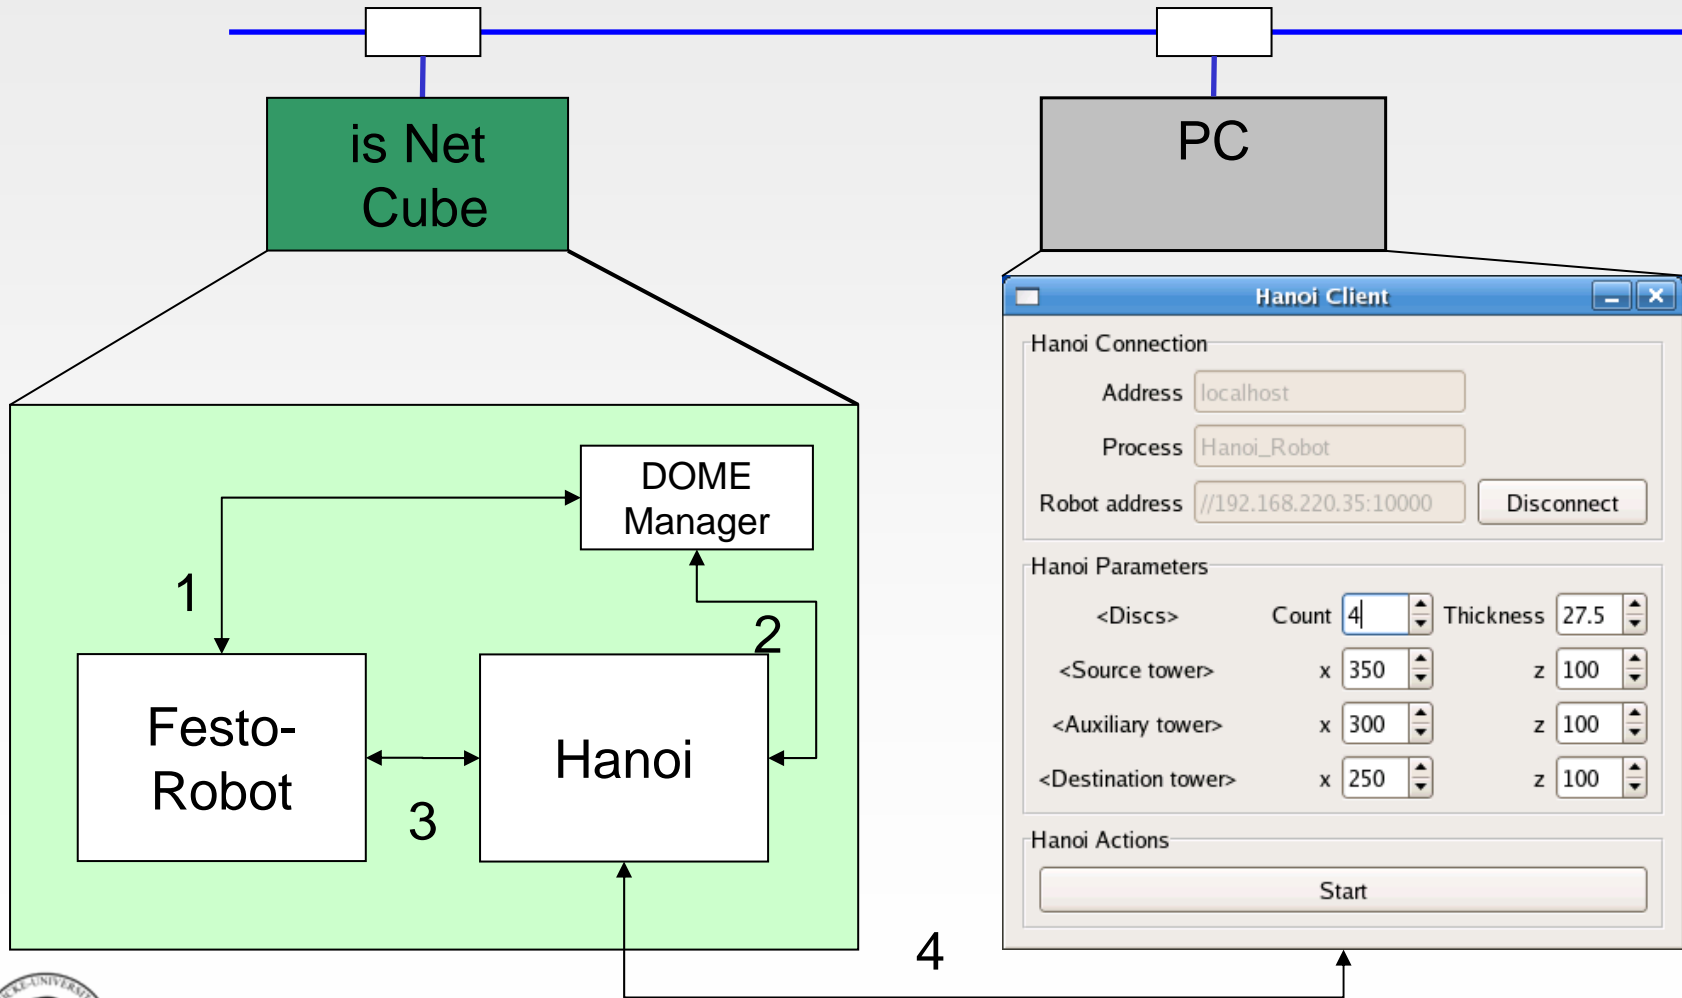 is Net
Cube
PC
DOME
Manager
1
2
Festo-
Robot
Hanoi
3
4
Hanoi Client
Hanoi Connection
Address localhost
Process Hanoi_Robot
Robot address //192.168.220.35:10000 Disconnect
Hanoi Parameters
<Discs> Count 4 Thickness 27.5
<Source tower> x 350 z 100
<Auxiliary tower> x 300 z 100
<Destination tower> x 250 z 100
Hanoi Actions
Start